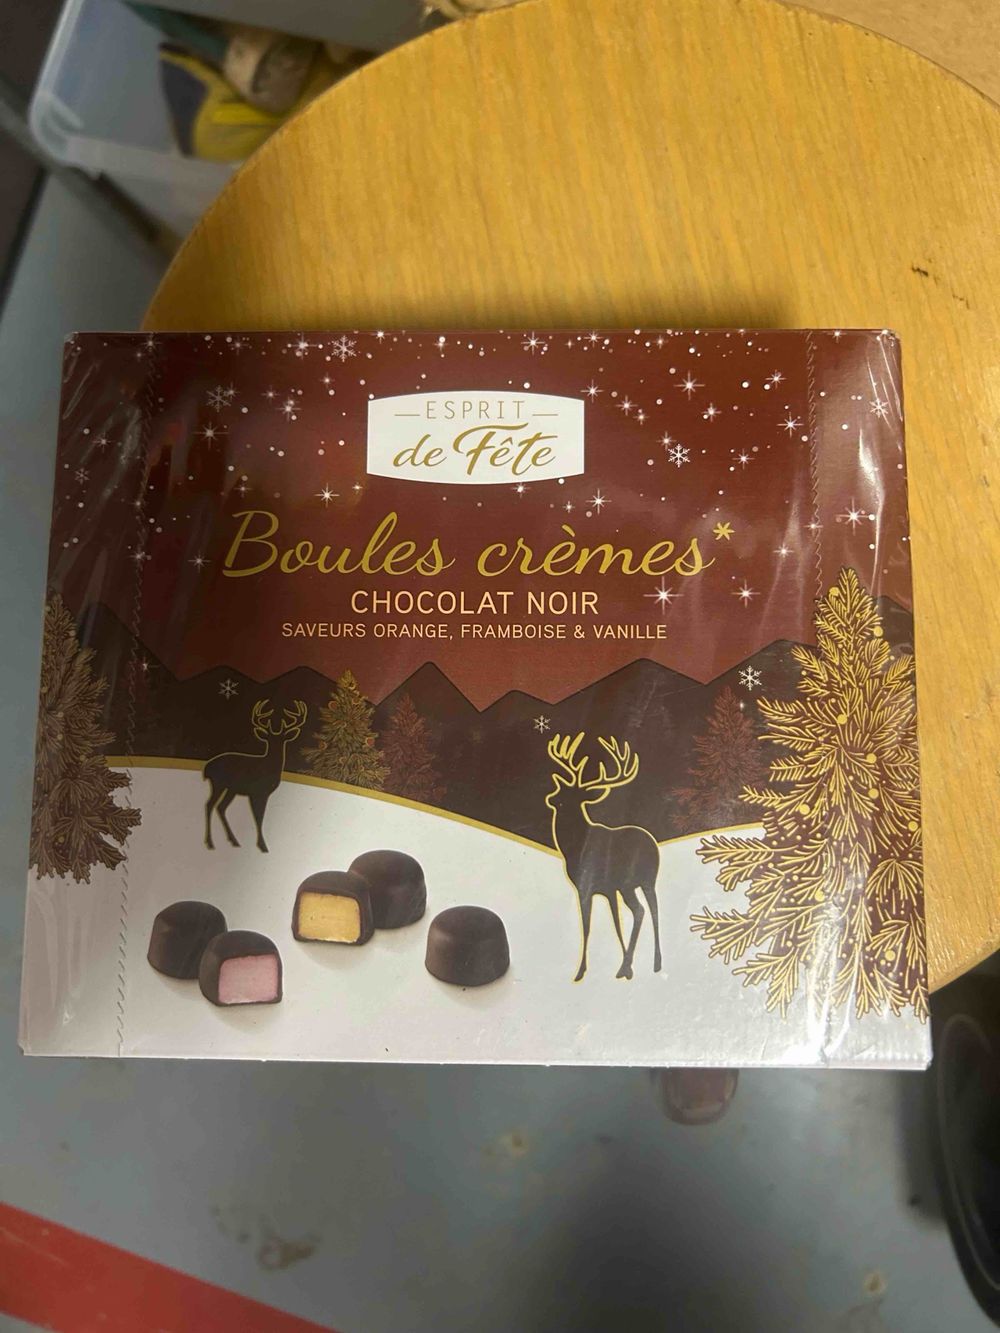 ESPRIT
de Fête
Boules crèmes*
CHOCOLAT NOIR
SAVEURS ORANGE, FRAMBOISE & VANILLE